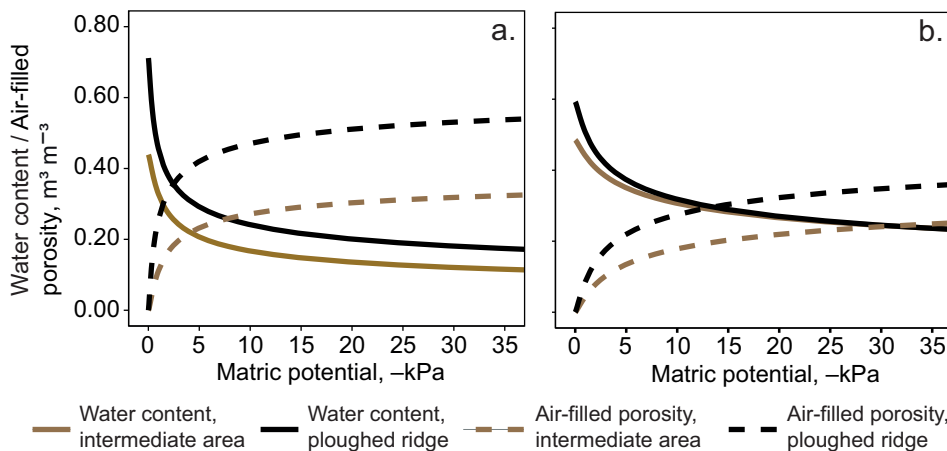 Water content / Air-filled
porosity, m³ m⁻³
0.80
0.60
0.40
0.20
0.00
a.
0 5 10 15 20 25 30 35
Matric potential, –kPa
b.
0 5 10 15 20 25 30 35
Matric potential, –kPa
Water content,
intermediate area
Water content,
ploughed ridge
Air-filled porosity,
intermediate area
Air-filled porosity,
ploughed ridge